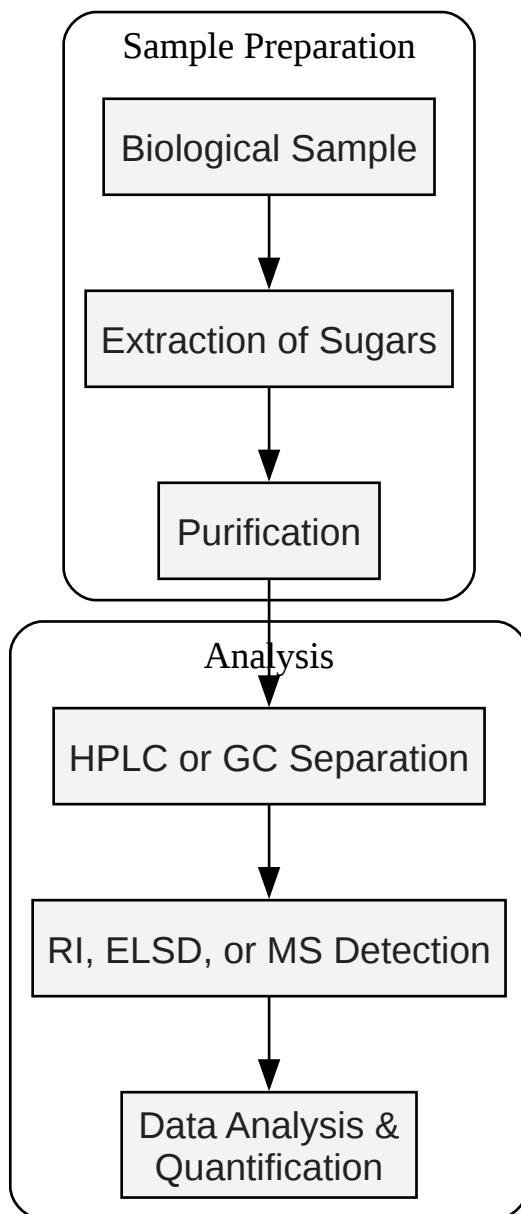 Sample Preparation
Biological Sample
Extraction of Sugars
Purification
Analysis
HPLC or GC Separation
RI, ELSD, or MS Detection
Data Analysis &
Quantification